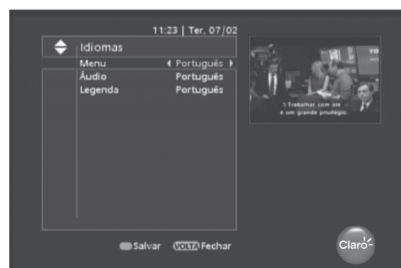 11:23 | Ter. 07/02
Idiomas
Menu Português
Áudio Português
Legenda Português
Trabalhar com ele
é um grande privilégio.
Salvar VOLTA Fechar
Claro